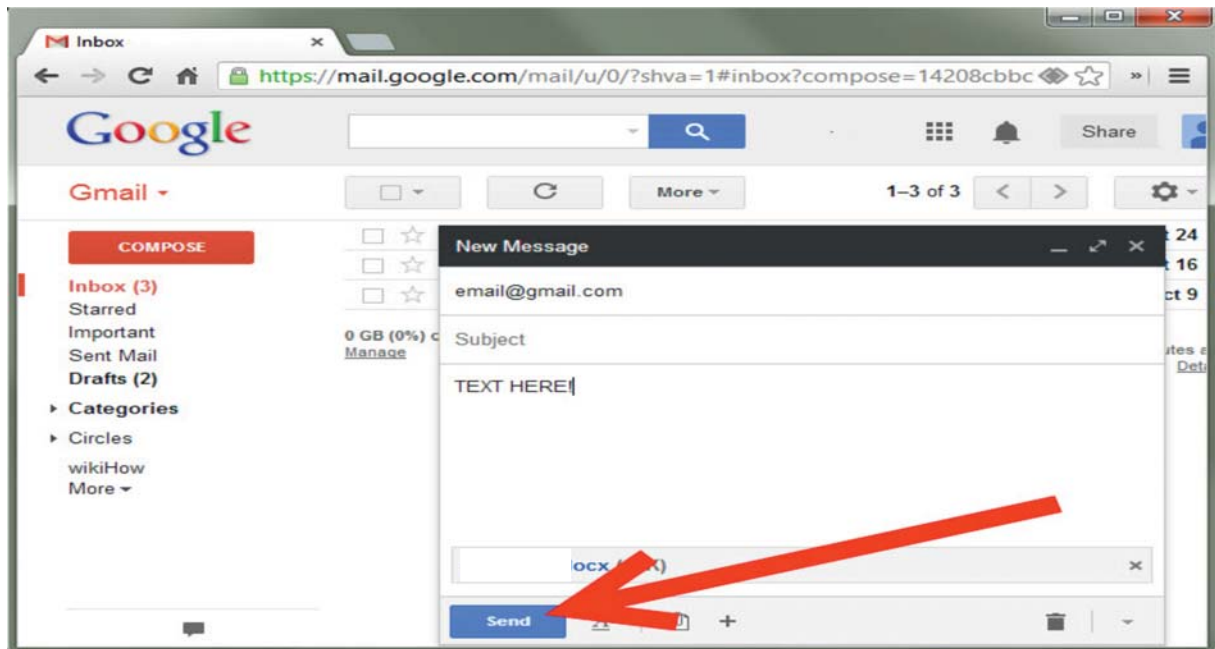 Inbox
https://mail.google.com/mail/u/0/?shva=1#inbox?compose=14208cbbc
Google
Share
Gmail
More
1–3 of 3
COMPOSE
New Message
24
16
Inbox (3)
email@gmail.com
ct 9
Starred
Important
0 GB (0%)
Subject
Sent Mail
Manage
Drafts (2)
TEXT HERE!
Categories
Circles
wikiHow
More
ocx
Send